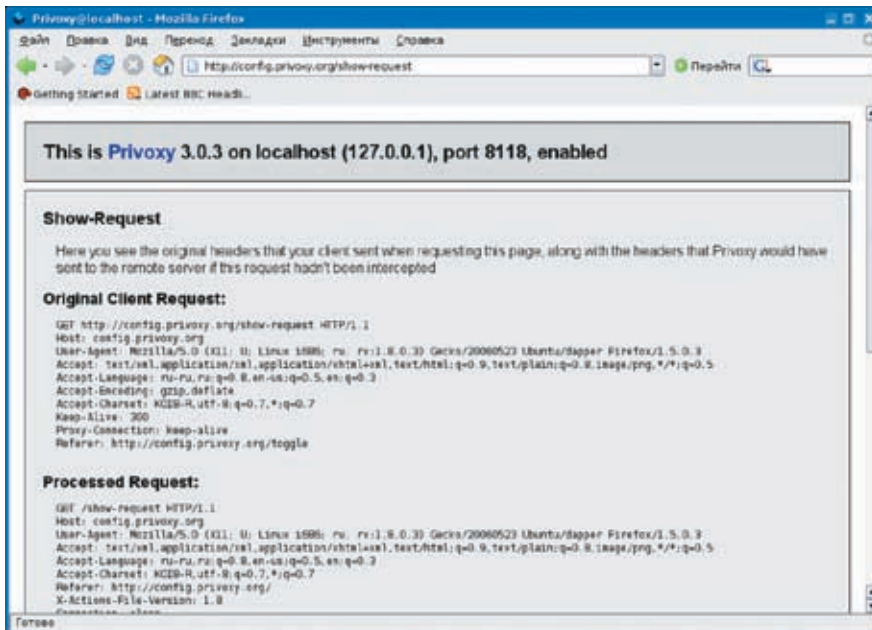 Privoxy@localhost - Mozilla Firefox
Файл Правка Вид Переход Закладки Инструменты Справка
http://config.privoxy.org/show-request Перейти
Getting Started Latest BBC Headli...
This is Privoxy 3.0.3 on localhost (127.0.0.1), port 8118, enabled
Show-Request
Here you see the original headers that your client sent when requesting this page, along with the headers that Privoxy would have
sent to the remote server if this request hadn't been intercepted
Original Client Request:
GET http://config.privoxy.org/show-request HTTP/1.1
Host: config.privoxy.org
User-Agent: Mozilla/5.0 (X11; U; Linux i686; ru; rv:1.8.0.3) Gecko/20060523 Ubuntu/dapper Firefox/1.5.0.3
Accept: text/xml,application/xml,application/xhtml+xml,text/html;q=0.9,text/plain;q=0.8,image/png,*/*;q=0.5
Accept-Language: ru-ru,ru;q=0.8,en-us;q=0.5,en;q=0.3
Accept-Encoding: gzip,deflate
Accept-Charset: KOI8-R,utf-8;q=0.7,*;q=0.7
Keep-Alive: 300
Proxy-Connection: keep-alive
Referer: http://config.privoxy.org/toggle
Processed Request:
GET /show-request HTTP/1.1
Host: config.privoxy.org
User-Agent: Mozilla/5.0 (X11; U; Linux i686; ru; rv:1.8.0.3) Gecko/20060523 Ubuntu/dapper Firefox/1.5.0.3
Accept: text/xml,application/xml,application/xhtml+xml,text/html;q=0.9,text/plain;q=0.8,image/png,*/*;q=0.5
Accept-Language: ru-ru,ru;q=0.8,en-us;q=0.5,en;q=0.3
Accept-Charset: KOI8-R,utf-8;q=0.7,*;q=0.7
Referer: http://config.privoxy.org/
X-Actions-File-Version: 1.8
Готово